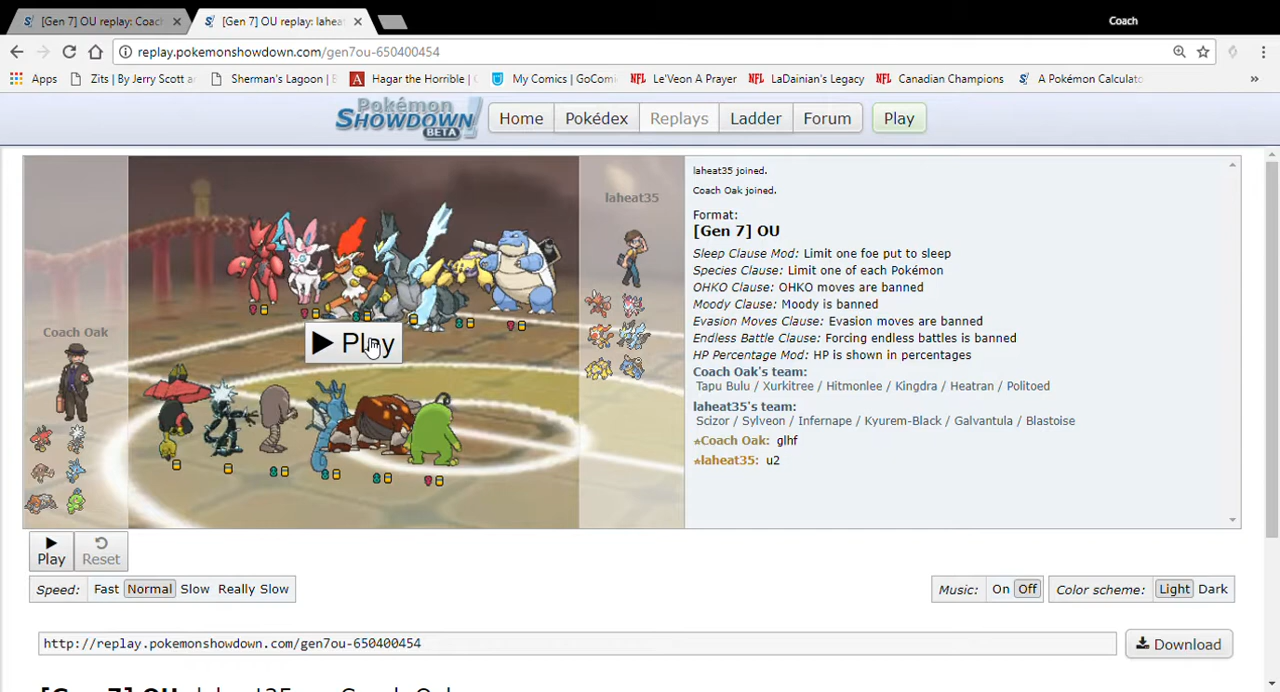 [Gen 7] OU replay: Coac
[Gen 7] OU replay: lahea
Coach
replay.pokemonshowdown.com/gen7ou-650400454
Apps
Zits | By Jerry Scott a
Sherman's Lagoon |
Hagar the Horrible |
My Comics | GoComi
Le'Veon A Prayer
LaDainian's Legacy
Canadian Champions
A Pokémon Calculato
»
Pokémon
SHOWDOWN!
BETA
Home
Pokédex
Replays
Ladder
Forum
Play
Coach Oak
Play
laheat35
laheat35 joined.
Coach Oak joined.
Format:
[Gen 7] OU
Sleep Clause Mod: Limit one foe put to sleep
Species Clause: Limit one of each Pokémon
OHKO Clause: OHKO moves are banned
Moody Clause: Moody is banned
Evasion Moves Clause: Evasion moves are banned
Endless Battle Clause: Forcing endless battles is banned
HP Percentage Mod: HP is shown in percentages
Coach Oak's team:
Tapu Bulu / Xurkitree / Hitmonlee / Kingdra / Heatran / Politoed
laheat35's team:
Scizor / Sylveon / Infernape / Kyurem-Black / Galvantula / Blastoise
★Coach Oak: glhf
★laheat35: u2
Play
Reset
Speed: Fast Normal Slow Really Slow
Music: On Off
Color scheme: Light Dark
http://replay.pokemonshowdown.com/gen7ou-650400454
Download
[Gen 7] OU laheat35 vs. Coach Oak